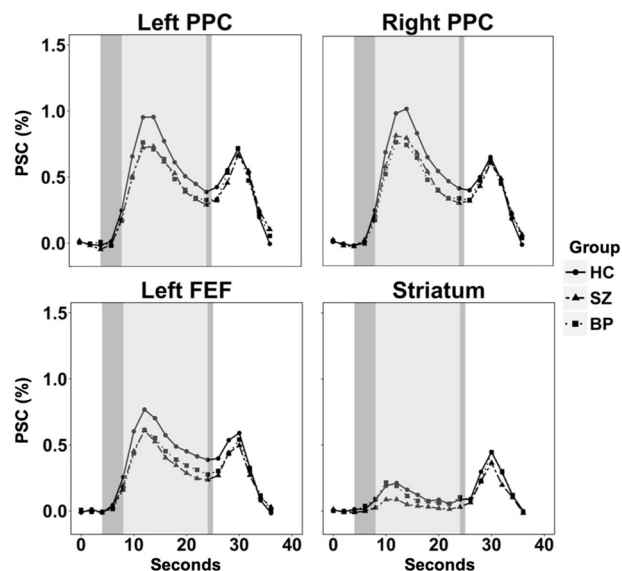 Left PPC
Right PPC
PSC (%)
1.5
1.0
0.5
0.0
Group
HC
SZ
BP
Left FEF
Striatum
PSC (%)
1.5
1.0
0.5
0.0
0 10 20 30 40
0 10 20 30 40
Seconds
Seconds